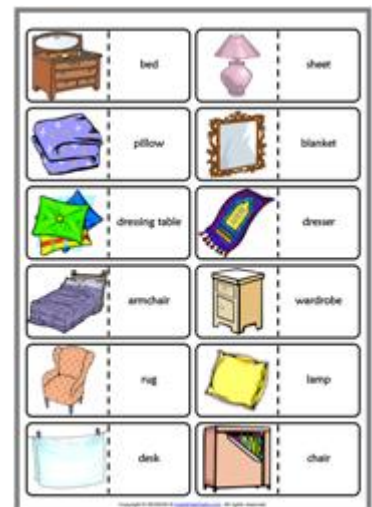 bed
sheet
pillow
blanket
dressing table
dresser
armchair
wardrobe
rug
lamp
desk
chair